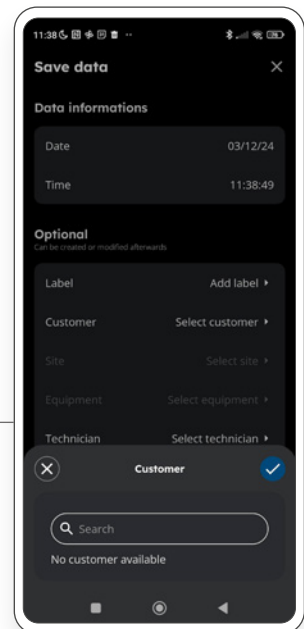 11:38
Save data
Data informations
Date 03/12/24
Time 11:38:49
Optional
Can be created or modified afterwards
Label Add label
Customer Select customer
Site Select site
Equipment Select equipment
Technician Select technician
Customer
Search
No customer available